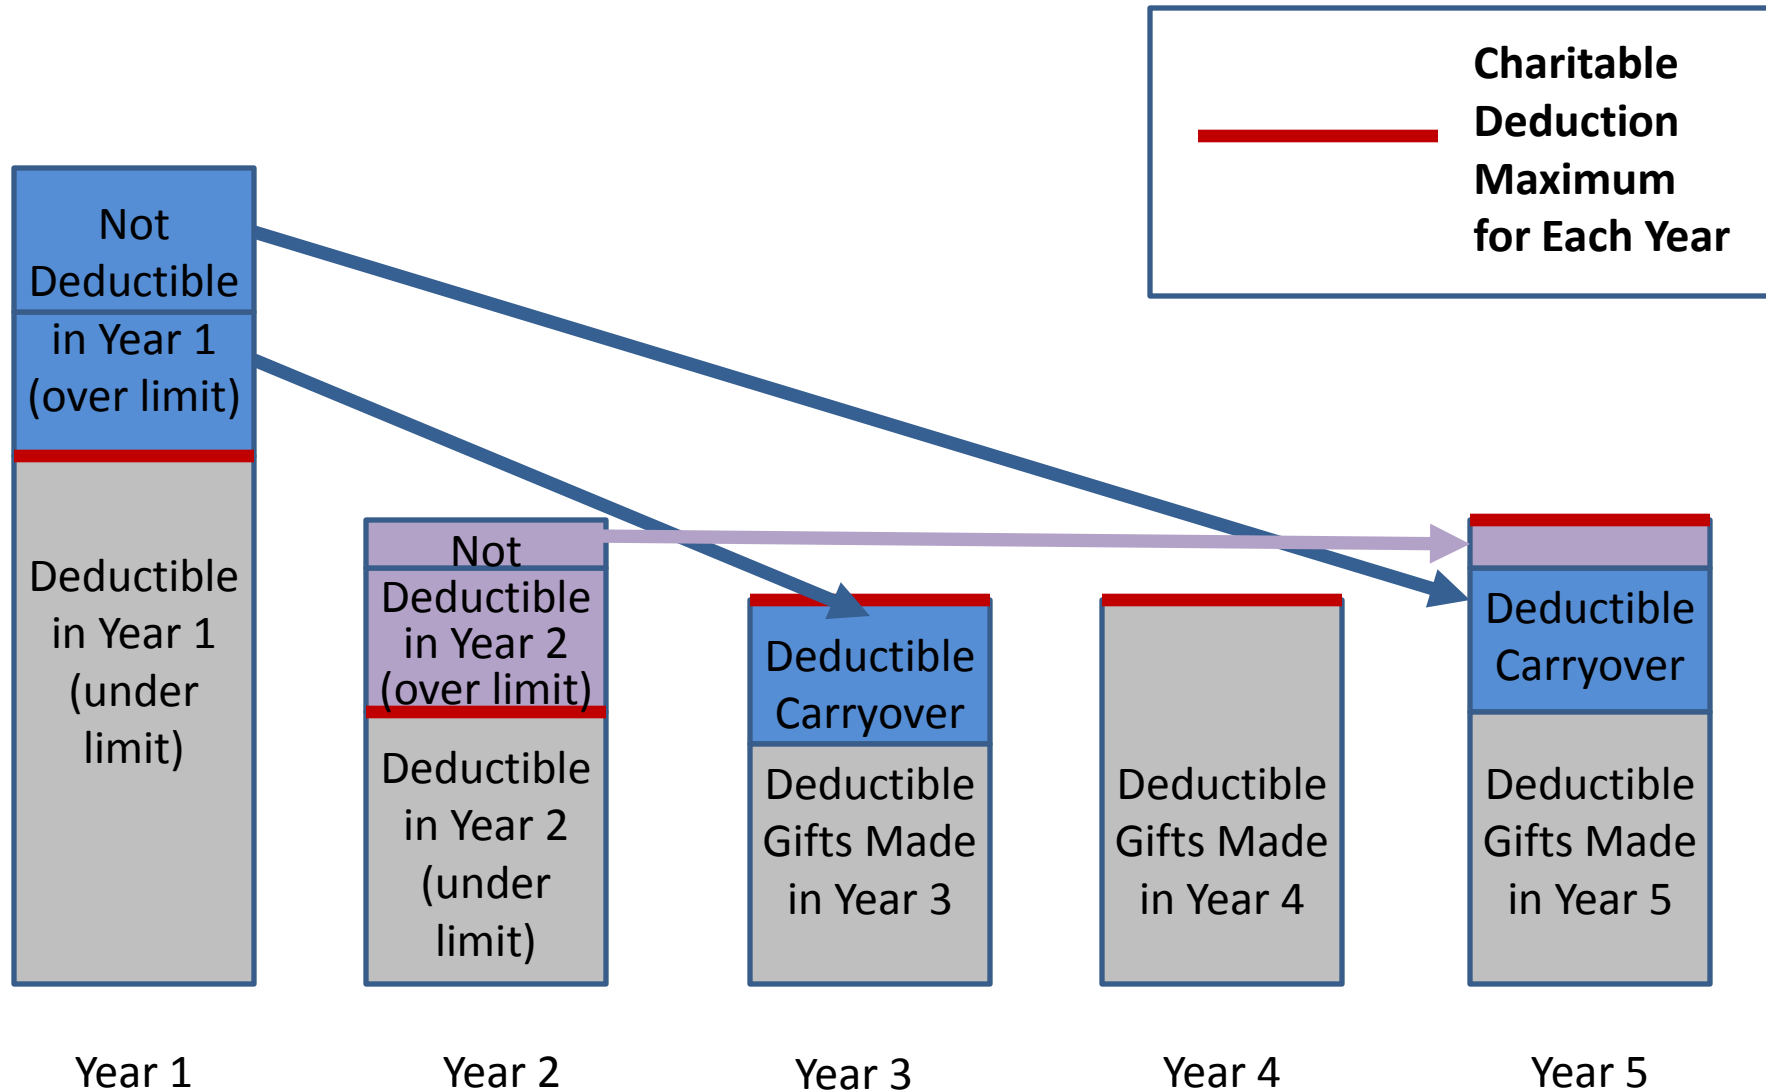 Charitable
Deduction
Maximum
for Each Year
Not
Deductible
in Year 1
(over limit)
Deductible
in Year 1
(under
limit)
Not
Deductible
in Year 2
(over limit)
Deductible
in Year 2
(under
limit)
Deductible
Carryover
Deductible
Gifts Made
in Year 3
Deductible
Gifts Made
in Year 4
Deductible
Carryover
Deductible
Gifts Made
in Year 5
Year 1
Year 2
Year 3
Year 4
Year 5